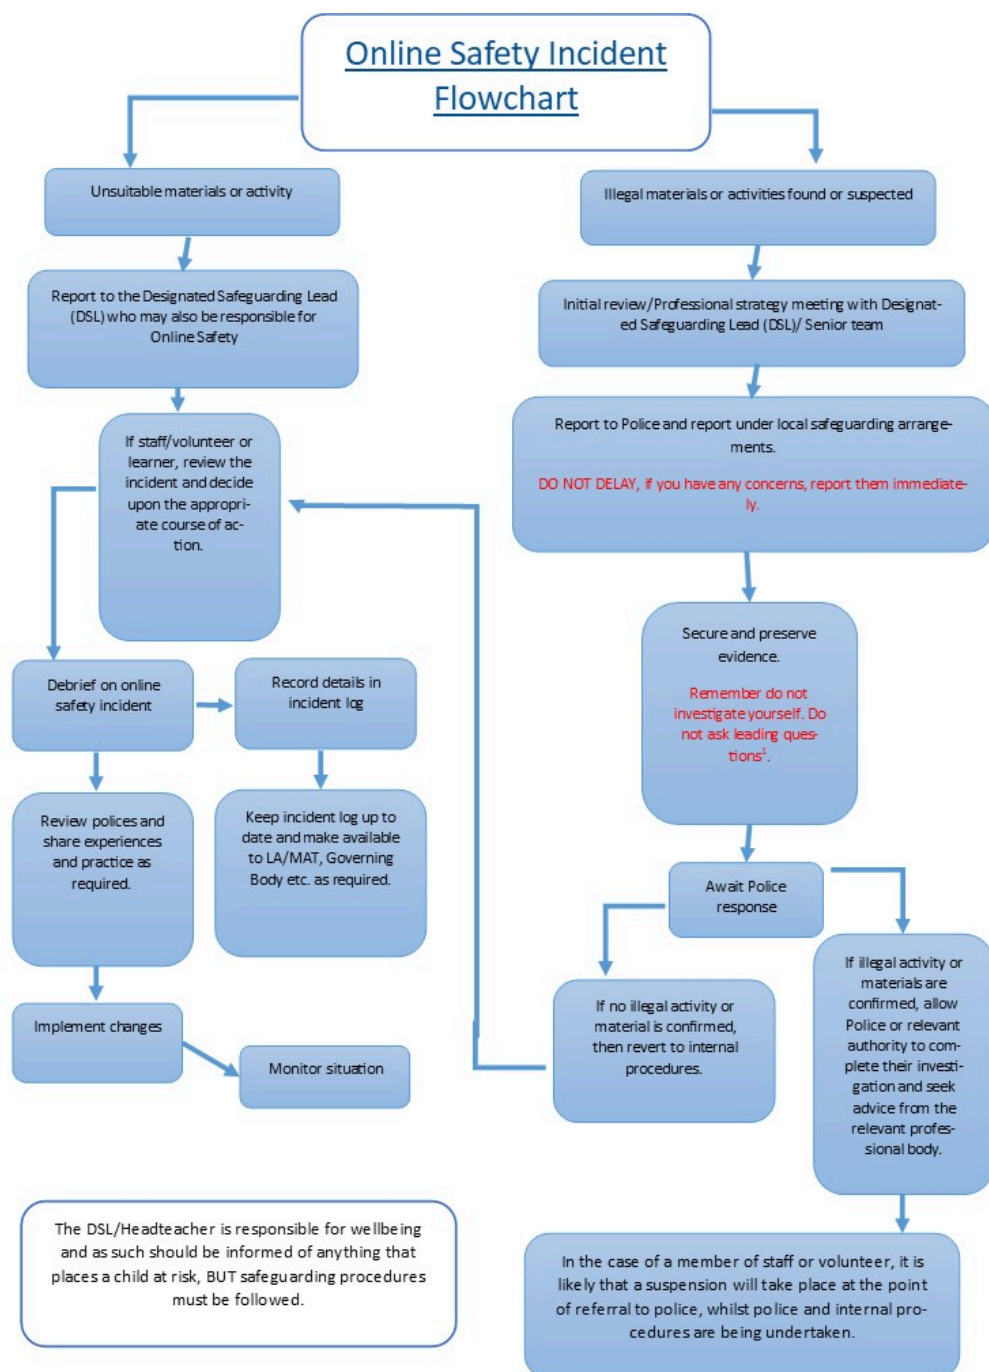 Online Safety Incident
Flowchart
Unsuitable materials or activity
Report to the Designated Safeguarding Lead
(DSL) who may also be responsible for
Online Safety
If staff/volunteer or
learner, review the
incident and decide
upon the appropri-
ate course of ac-
tion.
Debrief on online
safety incident
Record details in
incident log
Review polices and
share experiences
and practice as
required.
Keep incident log up to
date and make available
to LA/MAT, Governing
Body etc. as required.
Implement changes
Monitor situation
Illegal materials or activities found or suspected
Initial review/Professional strategy meeting with Designat-
ed Safeguarding Lead (DSL)/ Senior team
Report to Police and report under local safeguarding arrange-
ments.
DO NOT DELAY, if you have any concerns, report them immediate-
ly.
Secure and preserve
evidence.
Remember do not
investigate yourself. Do
not ask leading ques-
tions¹.
Await Police
response
If no illegal activity or
material is confirmed,
then revert to internal
procedures.
If illegal activity or
materials are
confirmed, allow
Police or relevant
authority to com-
plete their investi-
gation and seek
advice from the
relevant profes-
sional body.
In the case of a member of staff or volunteer, it is
likely that a suspension will take place at the point
of referral to police, whilst police and internal pro-
cedures are being undertaken.
The DSL/Headteacher is responsible for wellbeing
and as such should be informed of anything that
places a child at risk, BUT safeguarding procedures
must be followed.